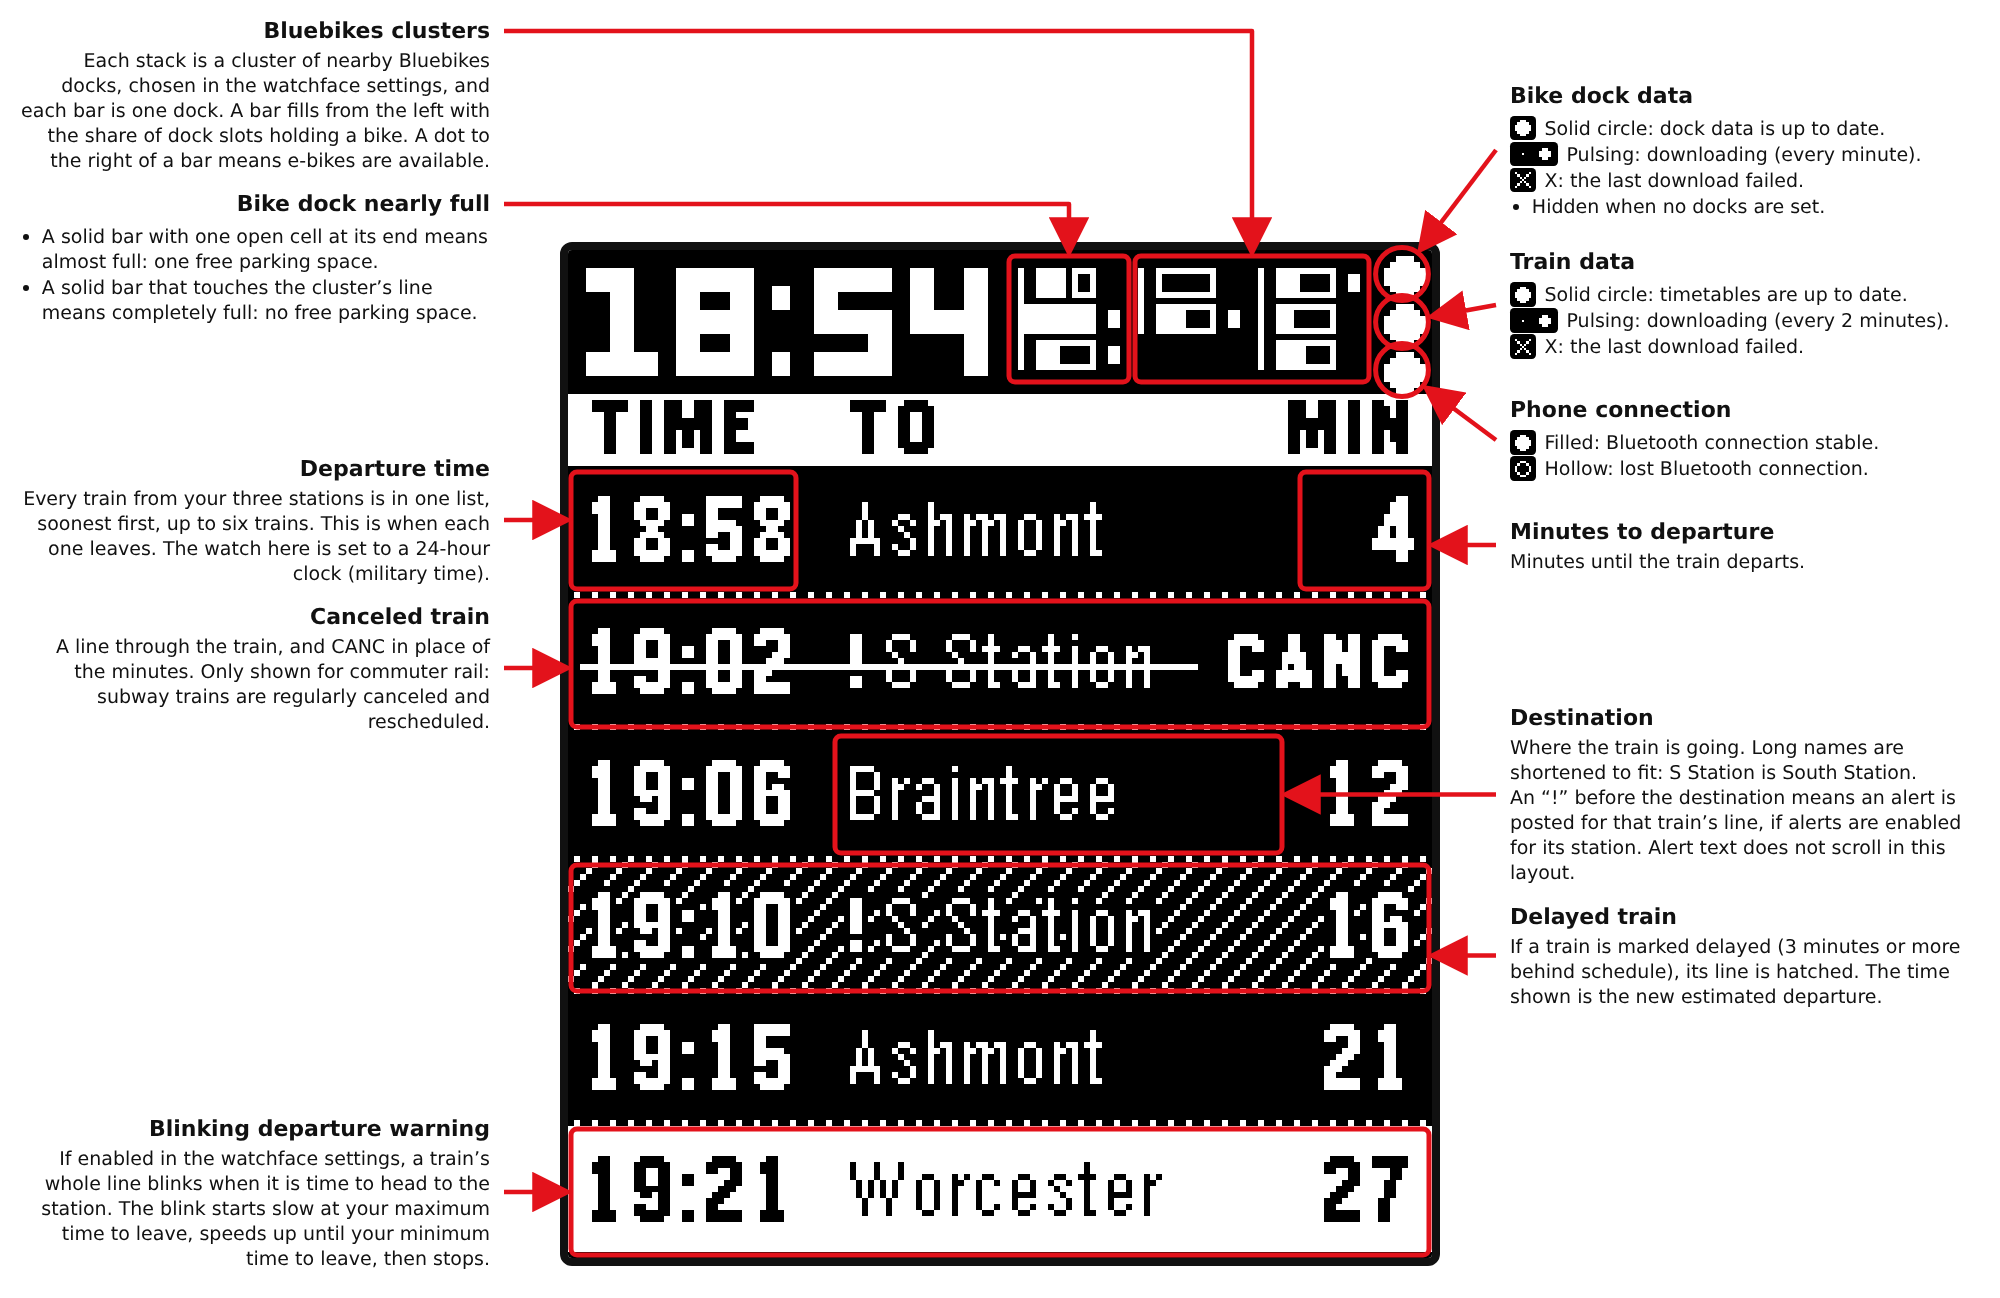 Bluebikes clusters
Each stack is a cluster of nearby Bluebikes
docks, chosen in the watchface settings, and
each bar is one dock. A bar fills from the left with
the share of dock slots holding a bike. A dot to
the right of a bar means e-bikes are available.
Bike dock nearly full
• A solid bar with one open cell at its end means
almost full: one free parking space.
• A solid bar that touches the cluster’s line
means completely full: no free parking space.
Departure time
Every train from your three stations is in one list,
soonest first, up to six trains. This is when each
one leaves. The watch here is set to a 24-hour
clock (military time).
Canceled train
A line through the train, and CANC in place of
the minutes. Only shown for commuter rail:
subway trains are regularly canceled and
rescheduled.
Blinking departure warning
If enabled in the watchface settings, a train’s
whole line blinks when it is time to head to the
station. The blink starts slow at your maximum
time to leave, speeds up until your minimum
time to leave, then stops.
18:54
TIME TO MIN
18:58 Ashmont 4
19:02 !S Station CANC
19:06 Braintree 12
19:10 !S Station 16
19:15 Ashmont 21
19:21 Worcester 27
Bike dock data
Solid circle: dock data is up to date.
Pulsing: downloading (every minute).
X: the last download failed.
• Hidden when no docks are set.
Train data
Solid circle: timetables are up to date.
Pulsing: downloading (every 2 minutes).
X: the last download failed.
Phone connection
Filled: Bluetooth connection stable.
Hollow: lost Bluetooth connection.
Minutes to departure
Minutes until the train departs.
Destination
Where the train is going. Long names are
shortened to fit: S Station is South Station.
An “!” before the destination means an alert is
posted for that train’s line, if alerts are enabled
for its station. Alert text does not scroll in this
layout.
Delayed train
If a train is marked delayed (3 minutes or more
behind schedule), its line is hatched. The time
shown is the new estimated departure.